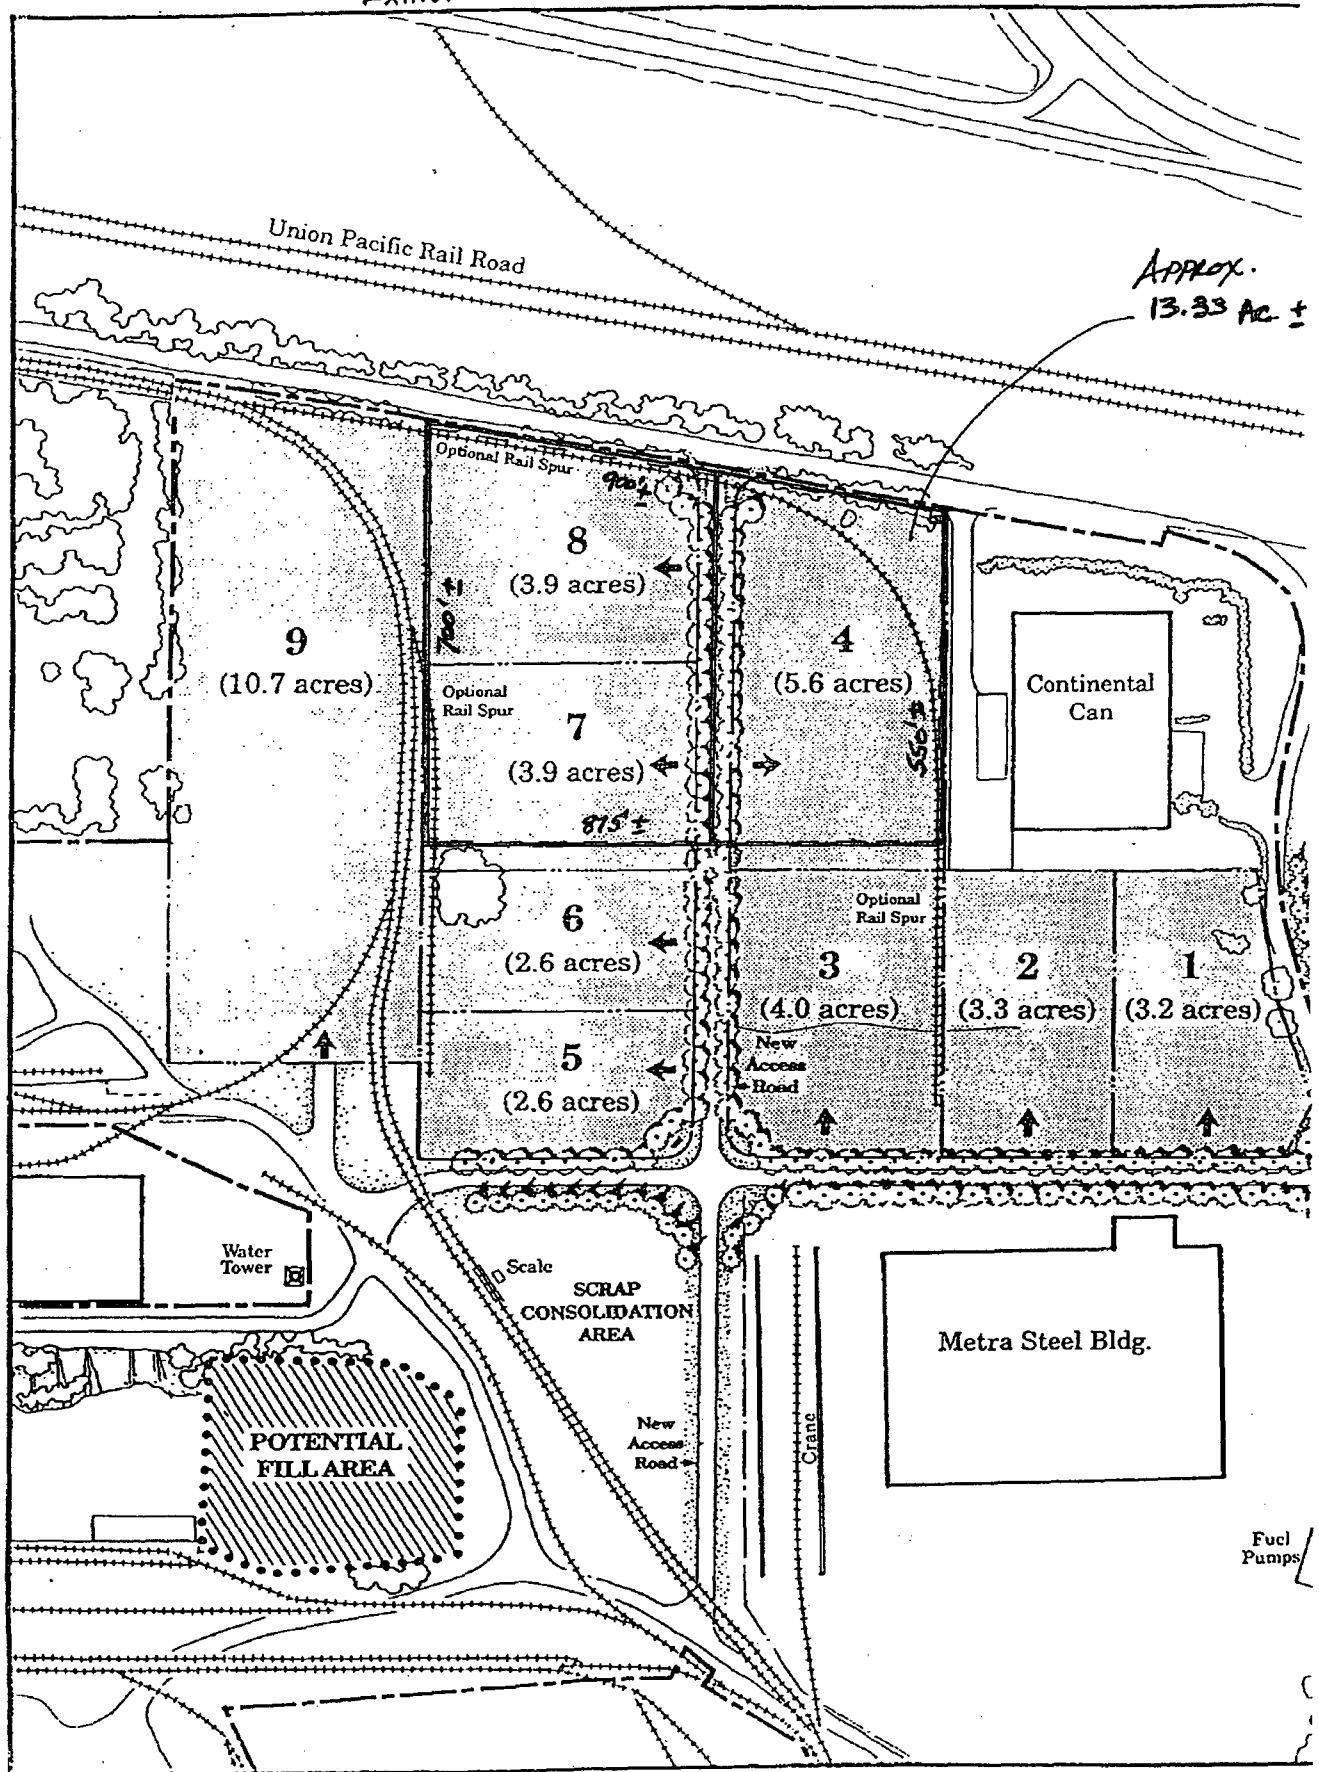 Union Pacific Rail Road
APPROX.
13.33 AC ±
Optional Rail Spur
900'±
8
(3.9 acres)
700'±
9
(10.7 acres)
4
(5.6 acres)
Continental
Can
Optional
Rail Spur
7
(3.9 acres)
550'±
875'±
6
(2.6 acres)
Optional
Rail Spur
3
(4.0 acres)
2
(3.3 acres)
1
(3.2 acres)
5
(2.6 acres)
New
Access
Road
Water
Tower
Scale
SCRAP
CONSOLIDATION
AREA
Metra Steel Bldg.
POTENTIAL
FILL AREA
New
Access
Road
Crane
Fuel
Pumps